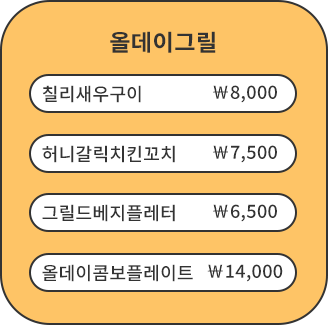 올데이그릴
칠리새우구이 ₩8,000
허니갈릭치킨꼬치 ₩7,500
그릴드베지플레터 ₩6,500
올데이콤보플레이트 ₩14,000